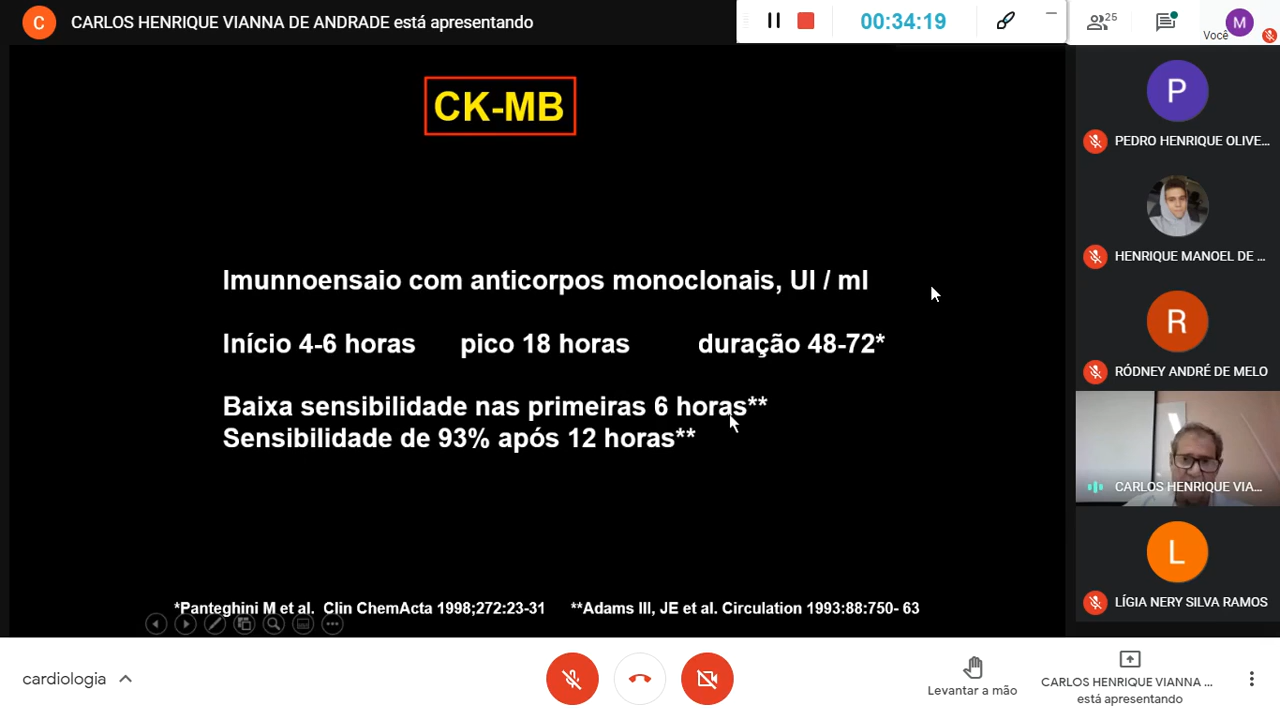 C
CARLOS HENRIQUE VIANNA DE ANDRADE está apresentando
00:34:19
25
Você
M
CK-MB
Imunnoensaio com anticorpos monoclonais, UI / ml
Início 4-6 horas pico 18 horas duração 48-72*
Baixa sensibilidade nas primeiras 6 horas**
Sensibilidade de 93% após 12 horas**
*Panteghini M et al. Clin ChemActa 1998;272:23-31 **Adams III, JE et al. Circulation 1993:88:750- 63
P
PEDRO HENRIQUE OLIVE...
HENRIQUE MANOEL DE ...
R
RÓDNEY ANDRÉ DE MELO
CARLOS HENRIQUE VIA...
L
LÍGIA NERY SILVA RAMOS
cardiologia
Levantar a mão
CARLOS HENRIQUE VIANNA ...
está apresentando